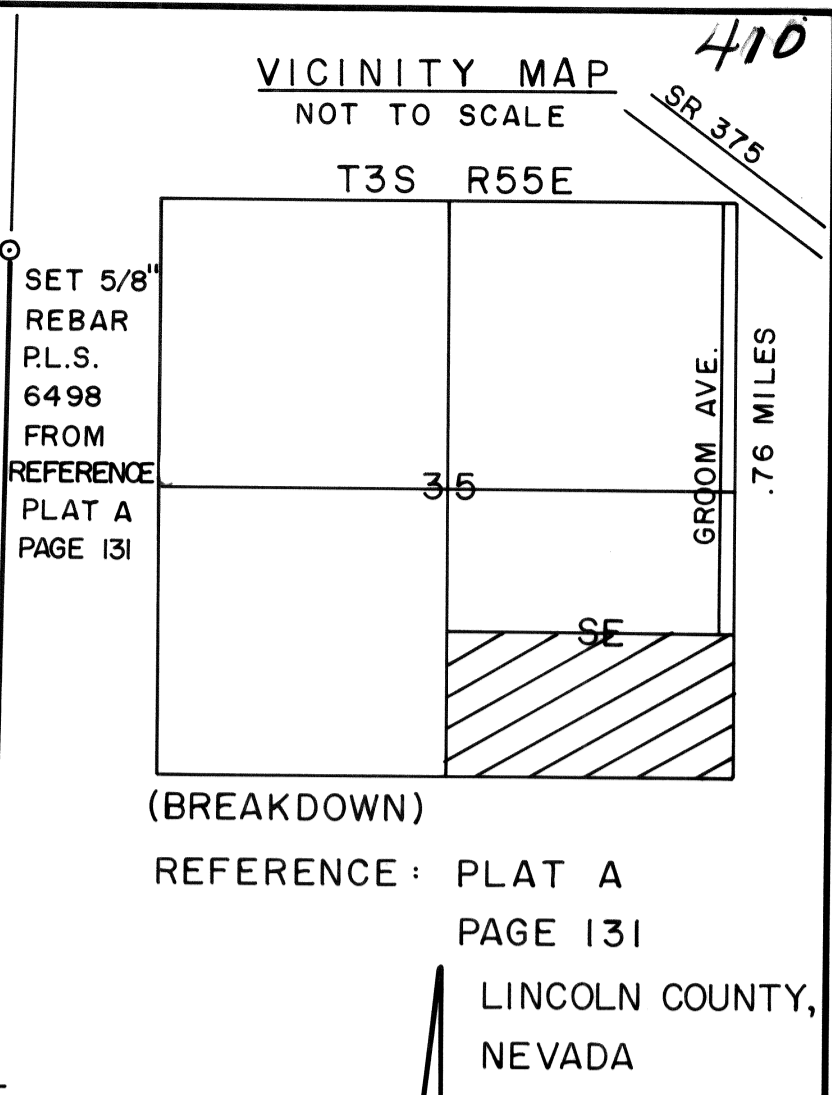 410
VICINITY MAP
NOT TO SCALE
SR 375
T3S R55E
SET 5/8"
REBAR
P.L.S.
6498
FROM
REFERENCE
PLAT A
PAGE 131
GROOM AVE.
.76 MILES
35
SE
(BREAKDOWN)
REFERENCE: PLAT A
PAGE 131
LINCOLN COUNTY,
NEVADA